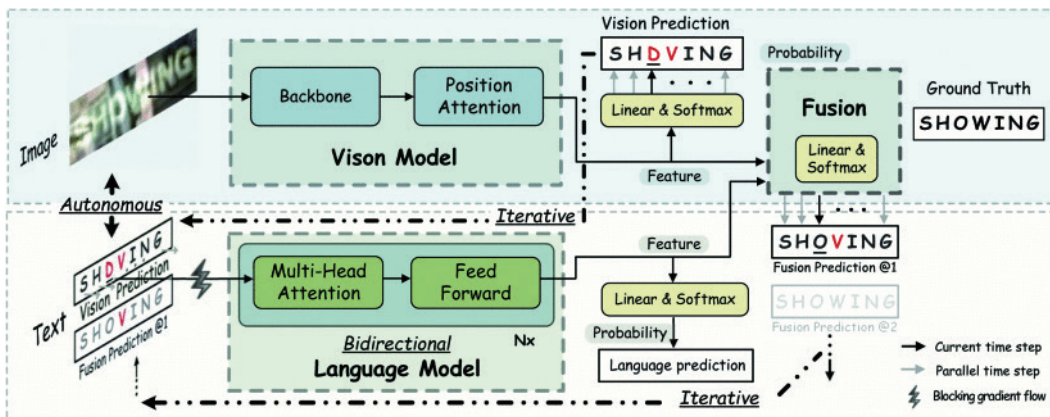 Vision Prediction
SHDVING
Probability
Linear & Softmax
Fusion
Linear & Softmax
Ground Truth
SHOWING
SHOWING
Image
Backbone
Position Attention
Vison Model
Feature
Autonomous
Iterative
SHDVING
Vision Prediction
Text
SHOVING
Fusion Prediction @1
Multi-Head Attention
Feed Forward
Nx
Bidirectional
Language Model
Feature
Linear & Softmax
Probability
Language prediction
SHOVING
Fusion Prediction @1
SHOWING
Fusion Prediction @2
Iterative
Current time step
Parallel time step
Blocking gradient flow